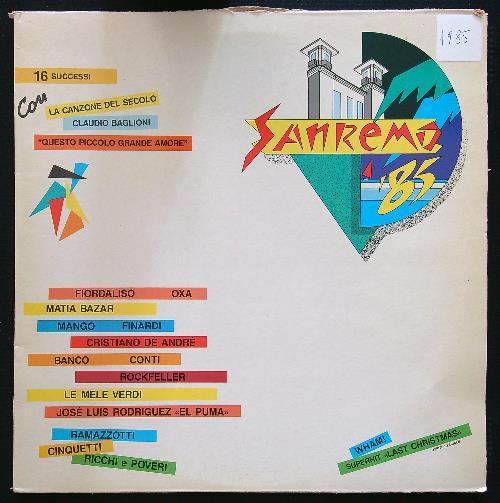 1985
16 SUCCESSI
Con
LA CANZONE DEL SECOLO
CLAUDIO BAGLIONI
"QUESTO PICCOLO GRANDE AMORE"
SANREMO
'85
FIORDALISO OXA
MATIA BAZAR
MANGO FINARDI
CRISTIANO DE ANDRÉ
BANCO CONTI
ROCKFELLER
LE MELE VERDI
JOSÉ LUIS RODRIGUEZ «EL PUMA»
RAMAZZOTTI
CINQUETTI
RICCHI e POVERI
WHAM!
SUPERHIT «LAST CHRISTMAS»